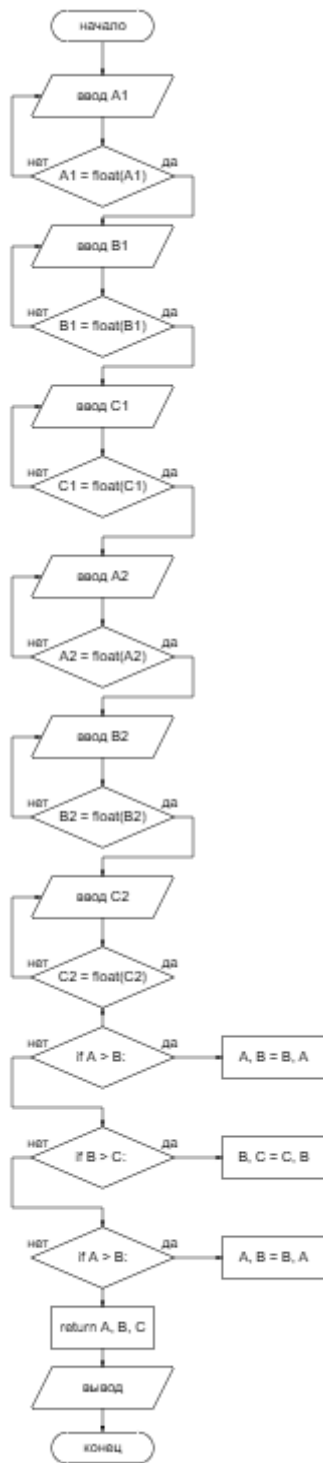 начало
ввод A1
нет
да
A1 = float(A1)
ввод B1
нет
да
B1 = float(B1)
ввод C1
нет
да
C1 = float(C1)
ввод A2
нет
да
A2 = float(A2)
ввод B2
нет
да
B2 = float(B2)
ввод C2
нет
да
C2 = float(C2)
нет
да
if A > B:
A, B = B, A
нет
да
if B > C:
B, C = C, B
нет
да
if A > B:
A, B = B, A
return A, B, C
вывод
конец